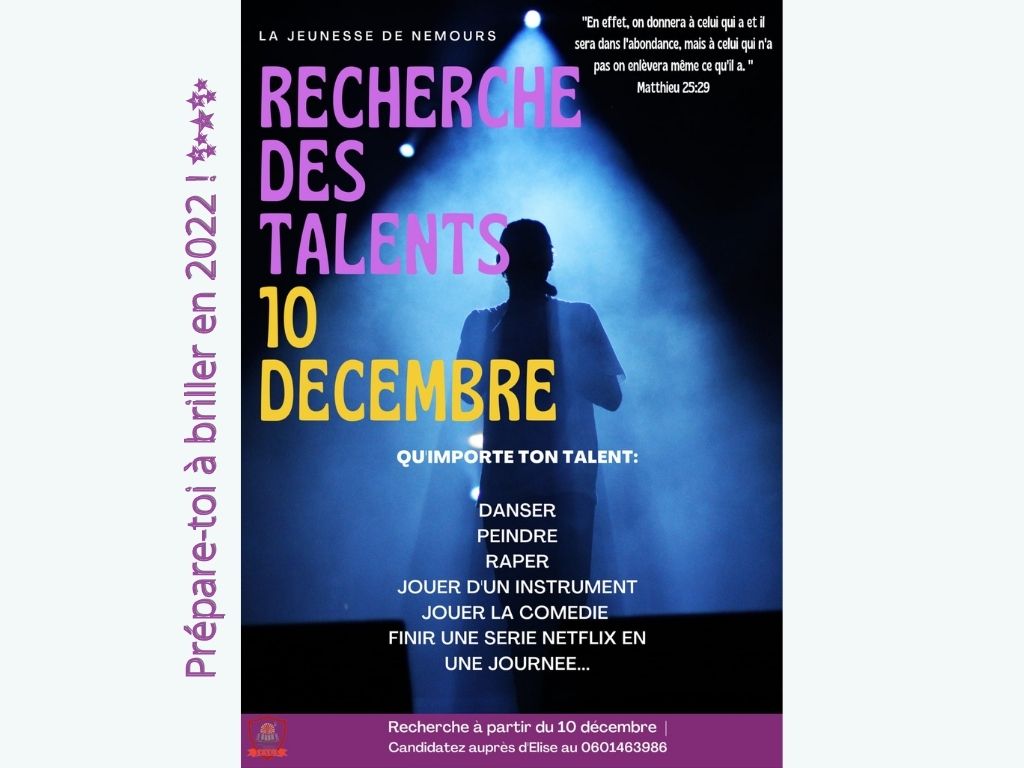 Prépare-toi à briller en 2022 !
LA JEUNESSE DE NEMOURS
"En effet, on donnera à celui qui a et il
sera dans l'abondance, mais à celui qui n'a
pas on enlèvera même ce qu'il a. "
Matthieu 25:29
RECHERCHE
DES
TALENTS
10
DECEMBRE
QU'IMPORTE TON TALENT:
DANSER
PEINDRE
RAPER
JOUER D'UN INSTRUMENT
JOUER LA COMEDIE
FINIR UNE SERIE NETFLIX EN
UNE JOURNEE...
Recherche à partir du 10 décembre |
Candidatez auprès d'Elise au 0601463986